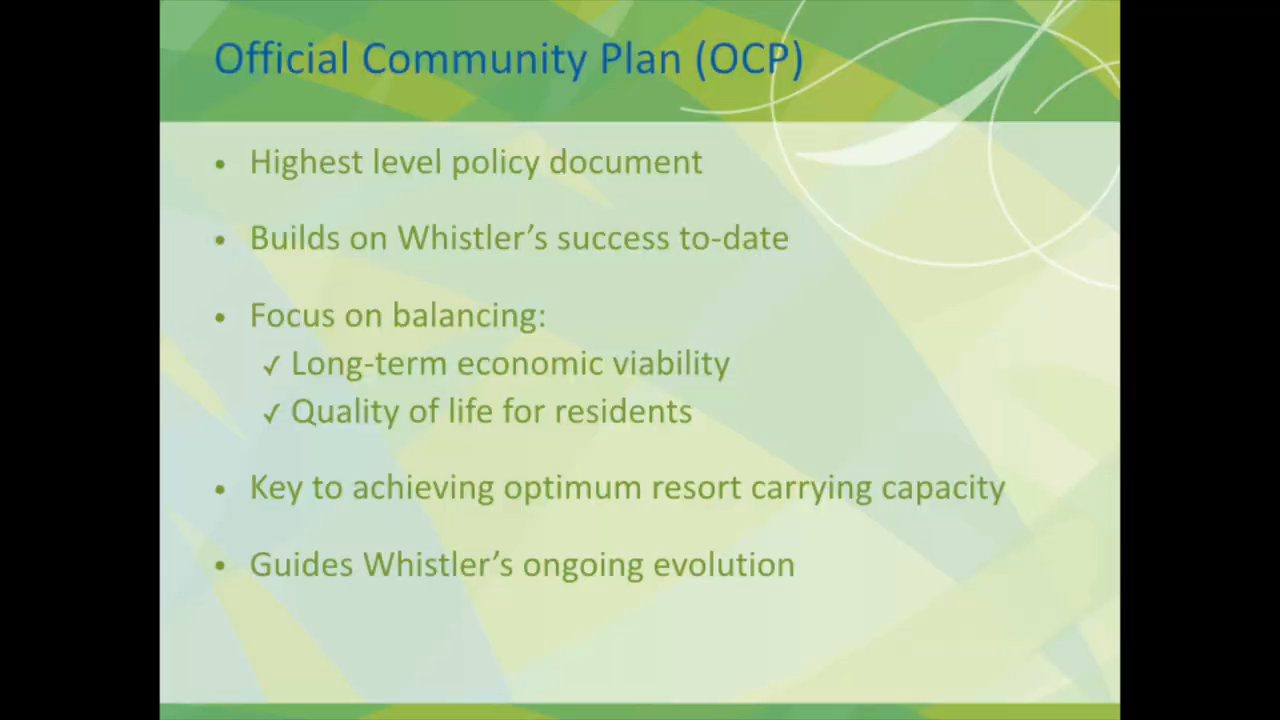 Official Community Plan (OCP)
• Highest level policy document
• Builds on Whistler’s success to-date
• Focus on balancing:
✓ Long-term economic viability
✓ Quality of life for residents
• Key to achieving optimum resort carrying capacity
• Guides Whistler’s ongoing evolution